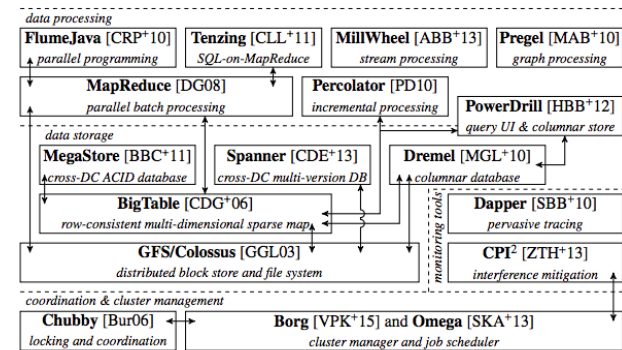 data processing
FlumeJava [CRP+10]
parallel programming
Tenzing [CLL+11]
SQL-on-MapReduce
MillWheel [ABB+13]
stream processing
Pregel [MAB+10]
graph processing
MapReduce [DG08]
parallel batch processing
Percolator [PD10]
incremental processing
PowerDrill [HBB+12]
query UI & columnar store
data storage
MegaStore [BBC+11]
cross-DC ACID database
Spanner [CDE+13]
cross-DC multi-version DB
Dremel [MGL+10]
columnar database
BigTable [CDG+06]
row-consistent multi-dimensional sparse map
monitoring tools
Dapper [SBB+10]
pervasive tracing
GFS/Colossus [GGL03]
distributed block store and file system
CPI² [ZTH+13]
interference mitigation
coordination & cluster management
Chubby [Bur06]
locking and coordination
Borg [VPK+15] and Omega [SKA+13]
cluster manager and job scheduler